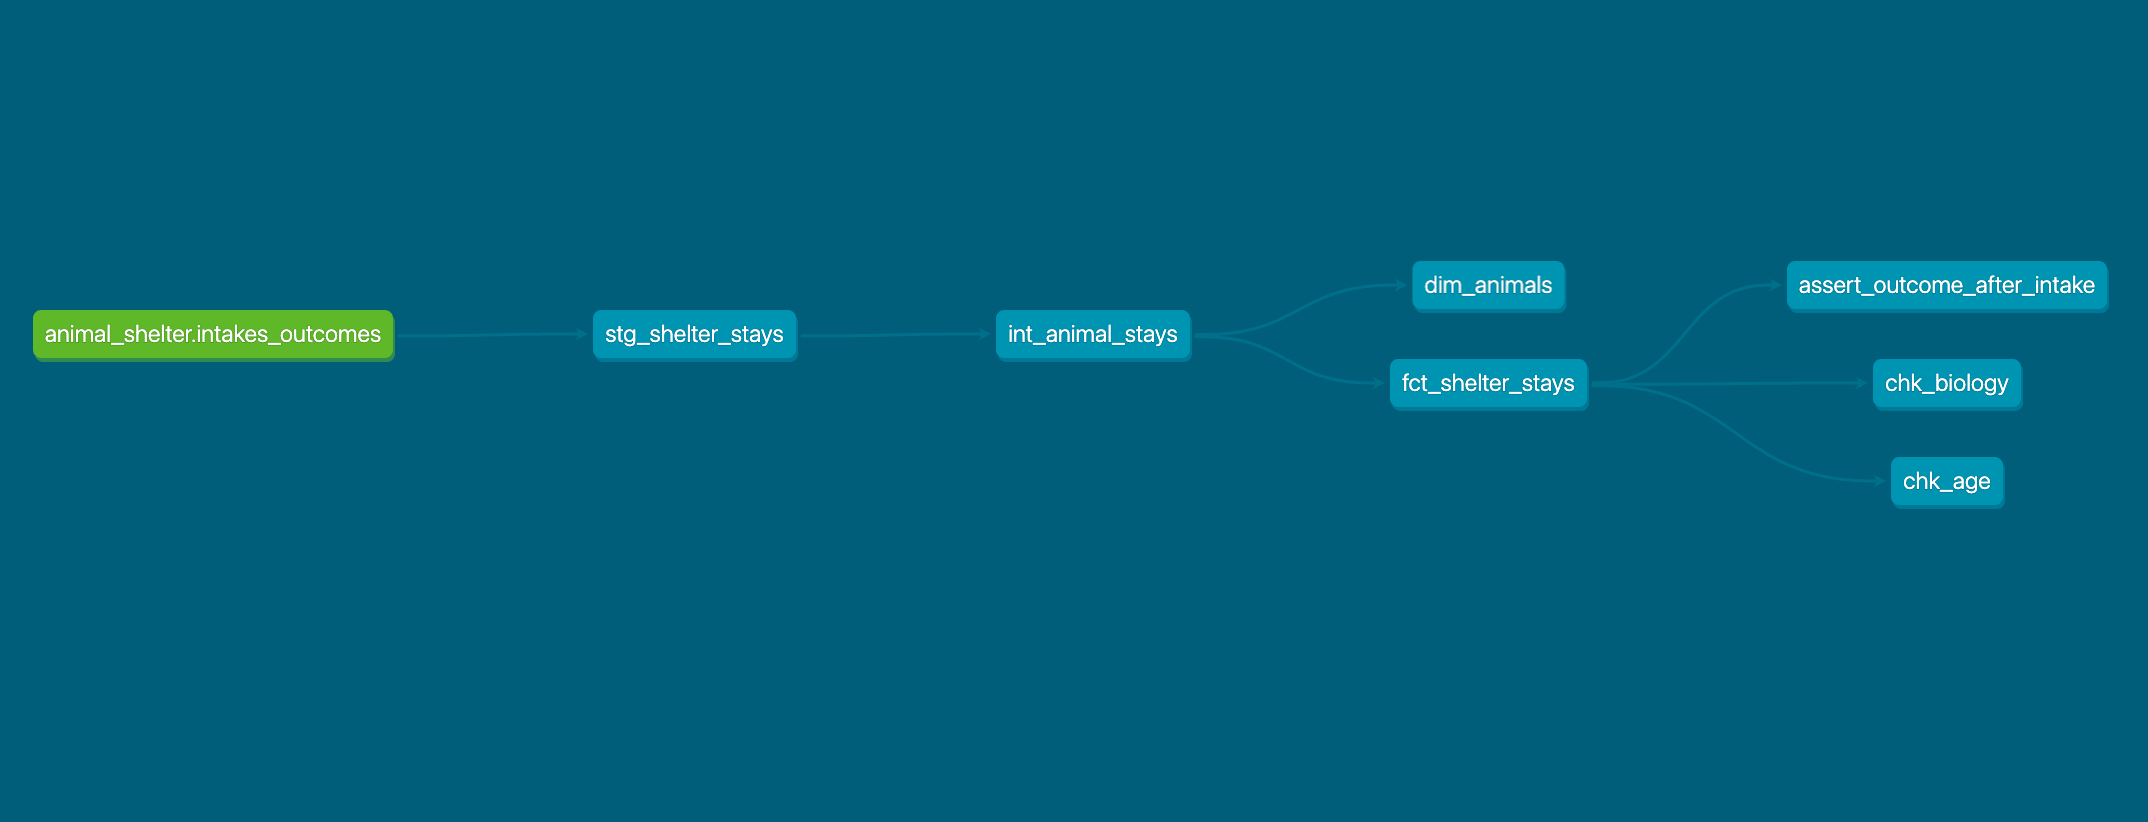 animal_shelter.intakes_outcomes
stg_shelter_stays
int_animal_stays
dim_animals
fct_shelter_stays
assert_outcome_after_intake
chk_biology
chk_age